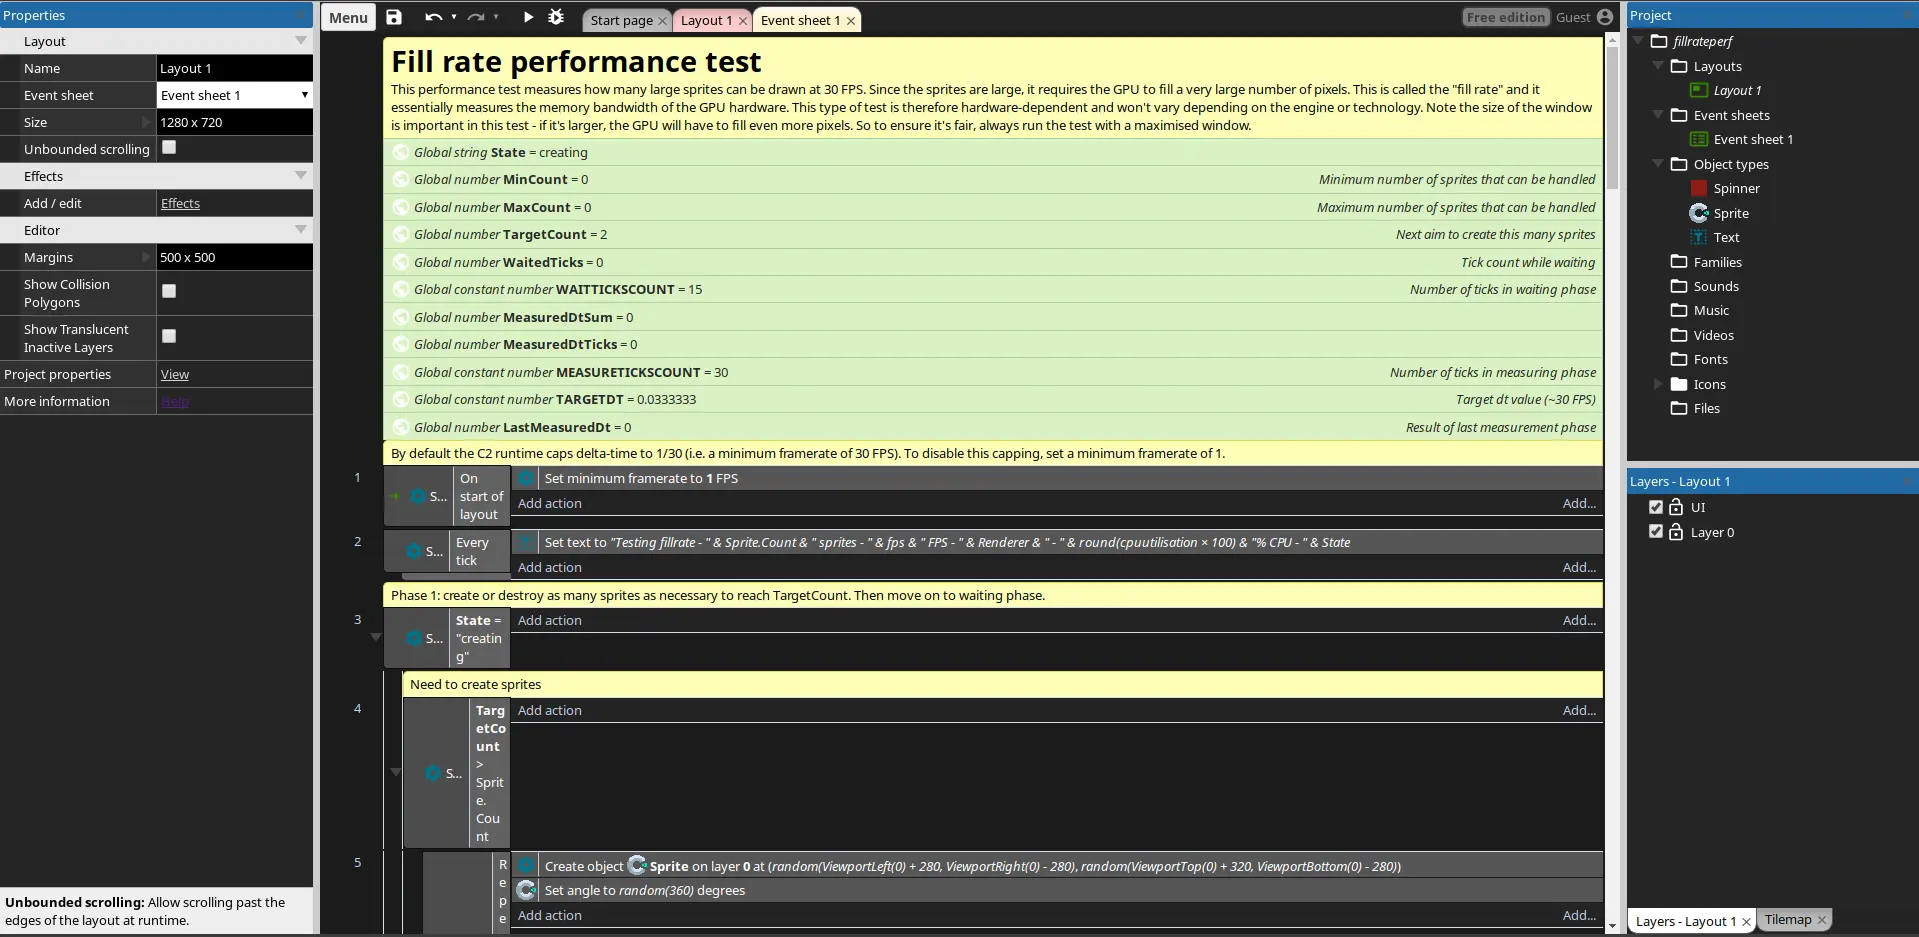 Properties
Layout
Name Layout 1
Event sheet Event sheet 1
Size 1280 x 720
Unbounded scrolling
Effects
Add / edit Effects
Editor
Margins 500 x 500
Show Collision
Polygons
Show Translucent
Inactive Layers
Project properties View
More information Help
Unbounded scrolling: Allow scrolling past the
edges of the layout at runtime.
Menu
Start page
Layout 1
Event sheet 1
Free edition Guest
Fill rate performance test
This performance test measures how many large sprites can be drawn at 30 FPS. Since the sprites are large, it requires the GPU to fill a very large number of pixels. This is called the "fill rate" and it
essentially measures the memory bandwidth of the GPU hardware. This type of test is therefore hardware-dependent and won't vary depending on the engine or technology. Note the size of the window
is important in this test - if it's larger, the GPU will have to fill even more pixels. So to ensure it's fair, always run the test with a maximised window.
Global string State = creating
Global number MinCount = 0 Minimum number of sprites that can be handled
Global number MaxCount = 0 Maximum number of sprites that can be handled
Global number TargetCount = 2 Next aim to create this many sprites
Global number WaitedTicks = 0 Tick count while waiting
Global constant number WAITTICKSCOUNT = 15 Number of ticks in waiting phase
Global number MeasuredDtSum = 0
Global number MeasuredDtTicks = 0
Global constant number MEASURETICKSCOUNT = 30 Number of ticks in measuring phase
Global constant number TARGETDT = 0.0333333 Target dt value (~30 FPS)
Global number LastMeasuredDt = 0 Result of last measurement phase
By default the C2 runtime caps delta-time to 1/30 (i.e. a minimum framerate of 30 FPS). To disable this capping, set a minimum framerate of 1.
1
S...
On
start of
layout
Set minimum framerate to 1 FPS
Add action Add...
2
S...
Every
tick
Set text to "Testing fillrate - " & Sprite.Count & " sprites - " & fps & " FPS - " & Renderer & " - " & round(cpuutilisation × 100) & "% CPU - " & State
Add action Add...
Phase 1: create or destroy as many sprites as necessary to reach TargetCount. Then move on to waiting phase.
3
S...
State =
"creatin
g"
Add action Add...
Need to create sprites
4
S...
Targ
etCo
unt
>
Sprit
e.
Cou
nt
Add action Add...
5
R
e
p
e
Create object Sprite on layer 0 at (random(ViewportLeft(0) + 280, ViewportRight(0) - 280), random(ViewportTop(0) + 320, ViewportBottom(0) - 280))
Set angle to random(360) degrees
Add action Add...
Project
fillrateperf
Layouts
Layout 1
Event sheets
Event sheet 1
Object types
Spinner
Sprite
Text
Families
Sounds
Music
Videos
Fonts
Icons
Files
Layers - Layout 1
UI
Layer 0
Layers - Layout 1
Tilemap